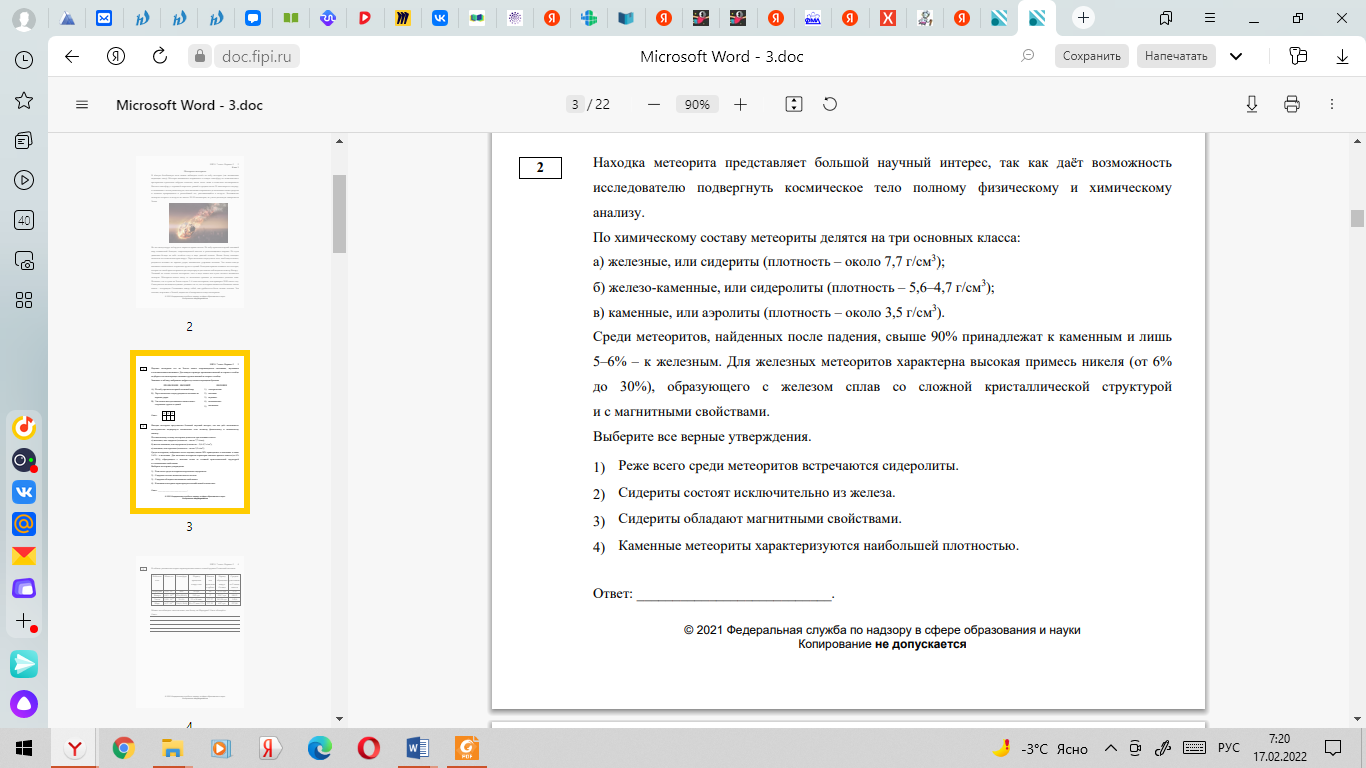 doc.fipi.ru
Microsoft Word - 3.doc
Сохранить
Напечатать
Microsoft Word - 3.doc
3 / 22
90%
2
3
4
40
2
Находка метеорита представляет большой научный интерес, так как даёт возможность
исследователю подвергнуть космическое тело полному физическому и химическому
анализу.
По химическому составу метеориты делятся на три основных класса:
а) железные, или сидериты (плотность – около 7,7 г/см³);
б) железо-каменные, или сидеролиты (плотность – 5,6–4,7 г/см³);
в) каменные, или аэролиты (плотность – около 3,5 г/см³).
Среди метеоритов, найденных после падения, свыше 90% принадлежат к каменным и лишь
5–6% – к железным. Для железных метеоритов характерна высокая примесь никеля (от 6%
до 30%), образующего с железом сплав со сложной кристаллической структурой
и с магнитными свойствами.
Выберите все верные утверждения.
1) Реже всего среди метеоритов встречаются сидеролиты.
2) Сидериты состоят исключительно из железа.
3) Сидериты обладают магнитными свойствами.
4) Каменные метеориты характеризуются наибольшей плотностью.
Ответ: ___________________________.
© 2021 Федеральная служба по надзору в сфере образования и науки
Копирование не допускается
-3°C Ясно
РУС
7:20
17.02.2022